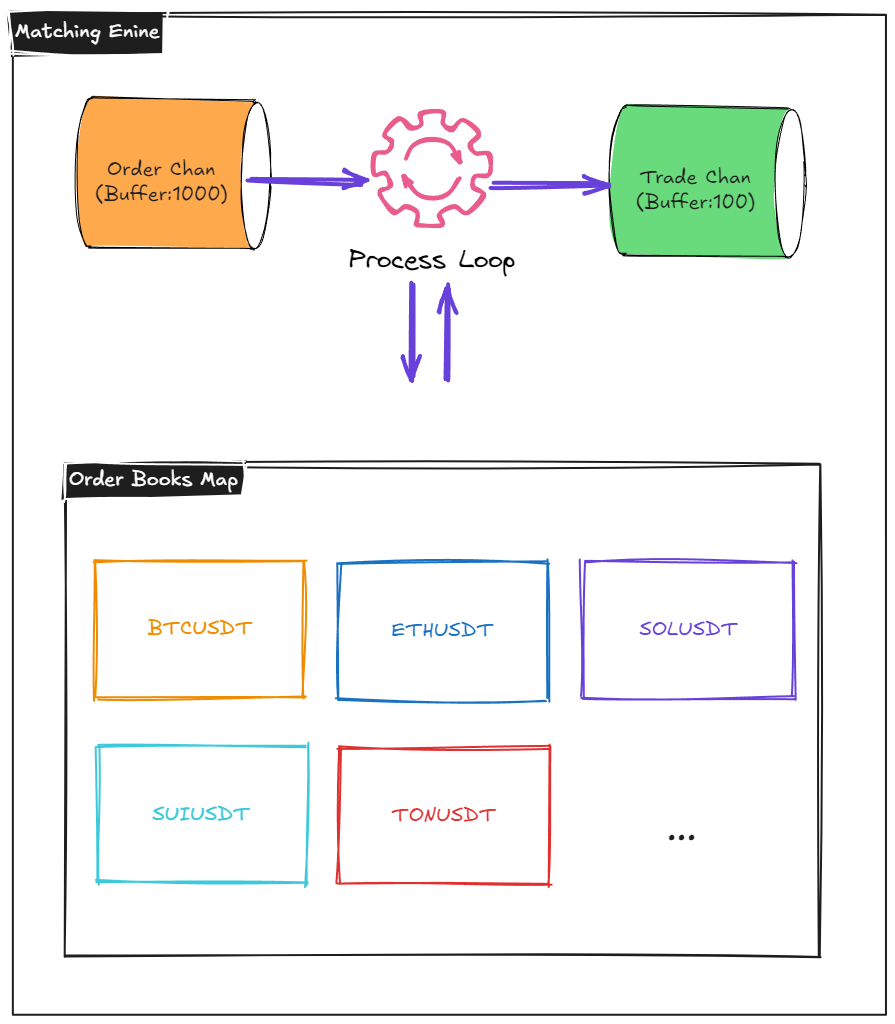 Matching Enine
Order Chan
(Buffer:1000)
Trade Chan
(Buffer:100)
Process Loop
Order Books Map
BTCUSDT
ETHUSDT
SOLUSDT
SUIUSDT
TONUSDT
...